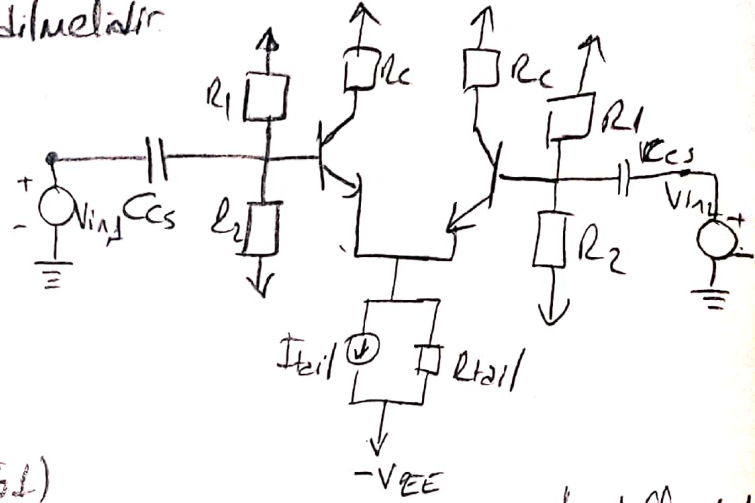 dilmelidir
R1
Rc
Rc
R1
+
-
Vin1
Ccs
R2
R2
Ccs
Vin2
+
-
Itail
Rtail
-VEE